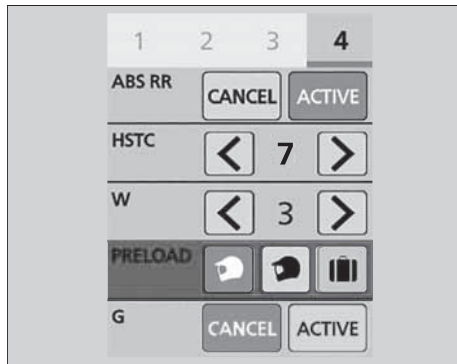 1 2 3 4
ABS RR CANCEL ACTIVE
HSTC 7
W 3
PRELOAD
G CANCEL ACTIVE